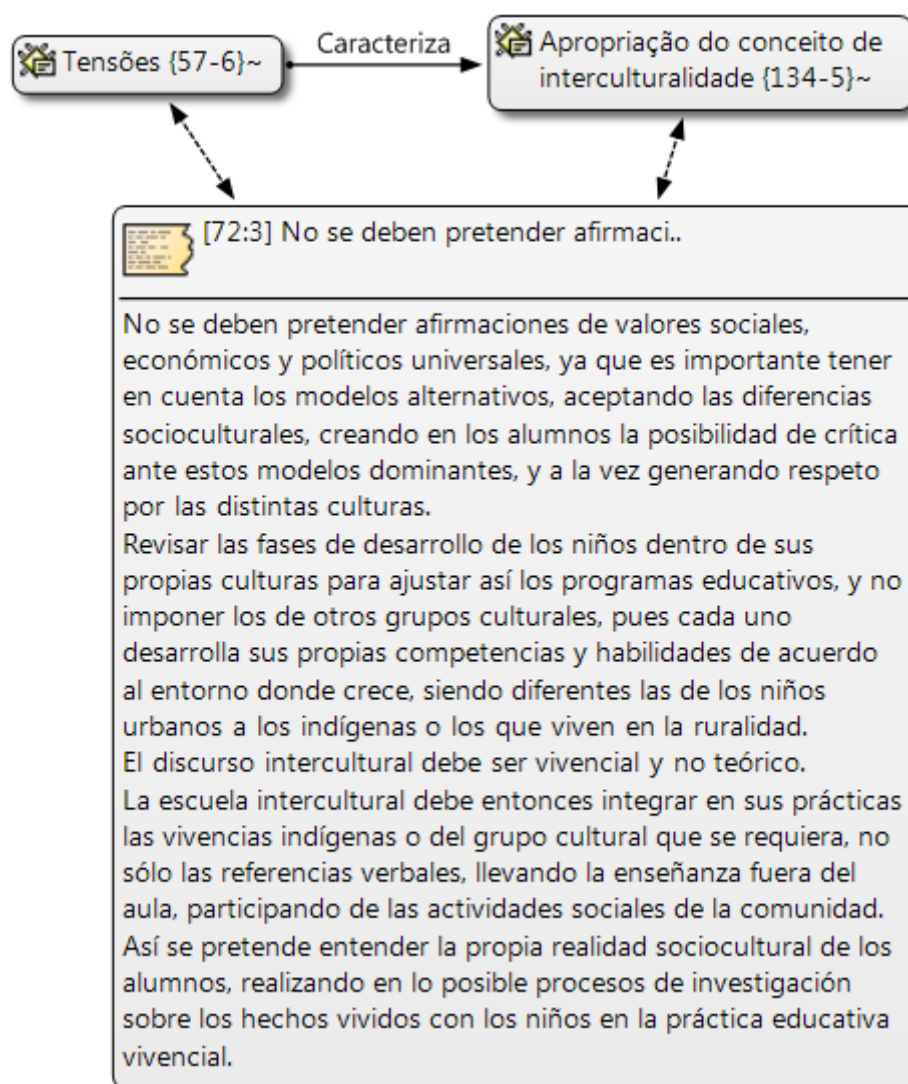 Tensões {57-6}~
Caracteriza
Apropriação do conceito de
interculturalidade {134-5}~
[72:3] No se deben pretender afirmaci..
No se deben pretender afirmaciones de valores sociales,
económicos y políticos universales, ya que es importante tener
en cuenta los modelos alternativos, aceptando las diferencias
socioculturales, creando en los alumnos la posibilidad de crítica
ante estos modelos dominantes, y a la vez generando respeto
por las distintas culturas.
Revisar las fases de desarrollo de los niños dentro de sus
propias culturas para ajustar así los programas educativos, y no
imponer los de otros grupos culturales, pues cada uno
desarrolla sus propias competencias y habilidades de acuerdo
al entorno donde crece, siendo diferentes las de los niños
urbanos a los indígenas o los que viven en la ruralidad.
El discurso intercultural debe ser vivencial y no teórico.
La escuela intercultural debe entonces integrar en sus prácticas
las vivencias indígenas o del grupo cultural que se requiera, no
sólo las referencias verbales, llevando la enseñanza fuera del
aula, participando de las actividades sociales de la comunidad.
Así se pretende entender la propia realidad sociocultural de los
alumnos, realizando en lo posible procesos de investigación
sobre los hechos vividos con los niños en la práctica educativa
vivencial.